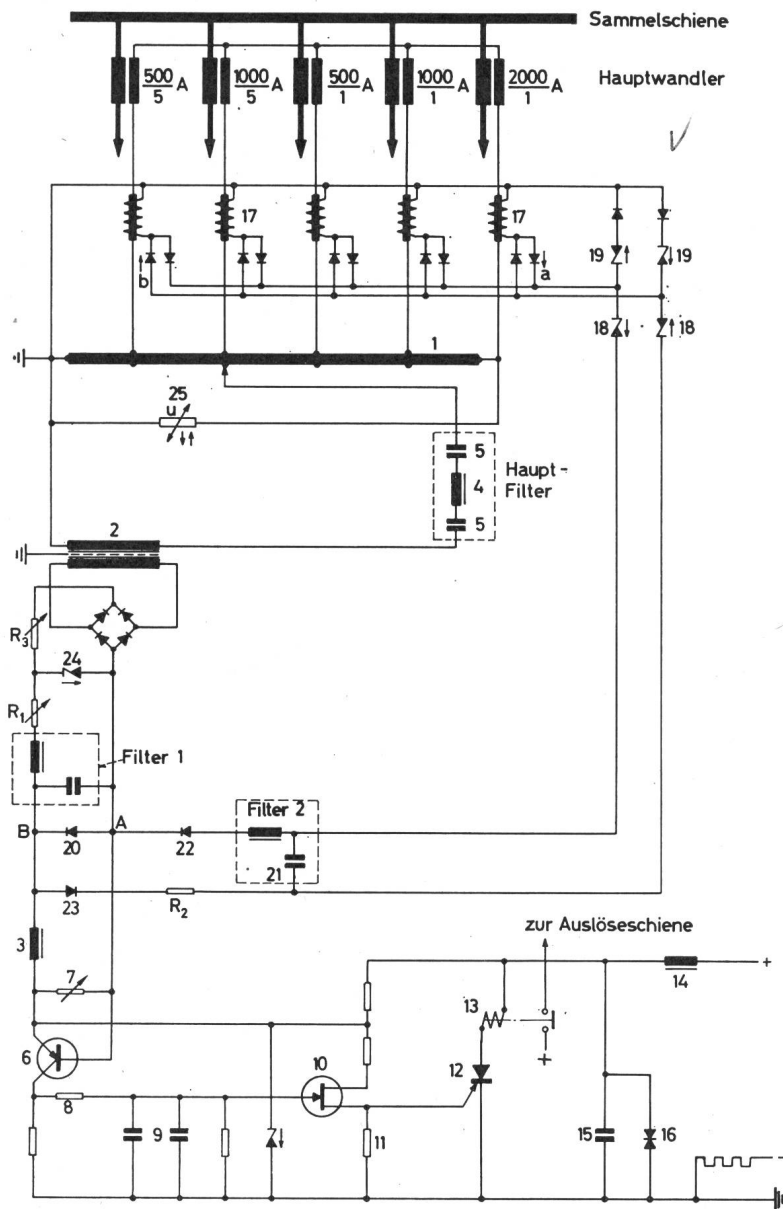 Sammelschiene
500/5 A 1000/5 A 500/1 A 1000/1 A 2000/1 A Hauptwandler
17 17
b a 19 19
18 18
1
25
u
5
4 Haupt-
Filter
5
2
R3
24
R1
Filter 1
Filter 2
B A
20 22
21
23 R2
3 zur Auslöseschiene
+
14
7
13
+
6 10 12
8 9 11 15 16